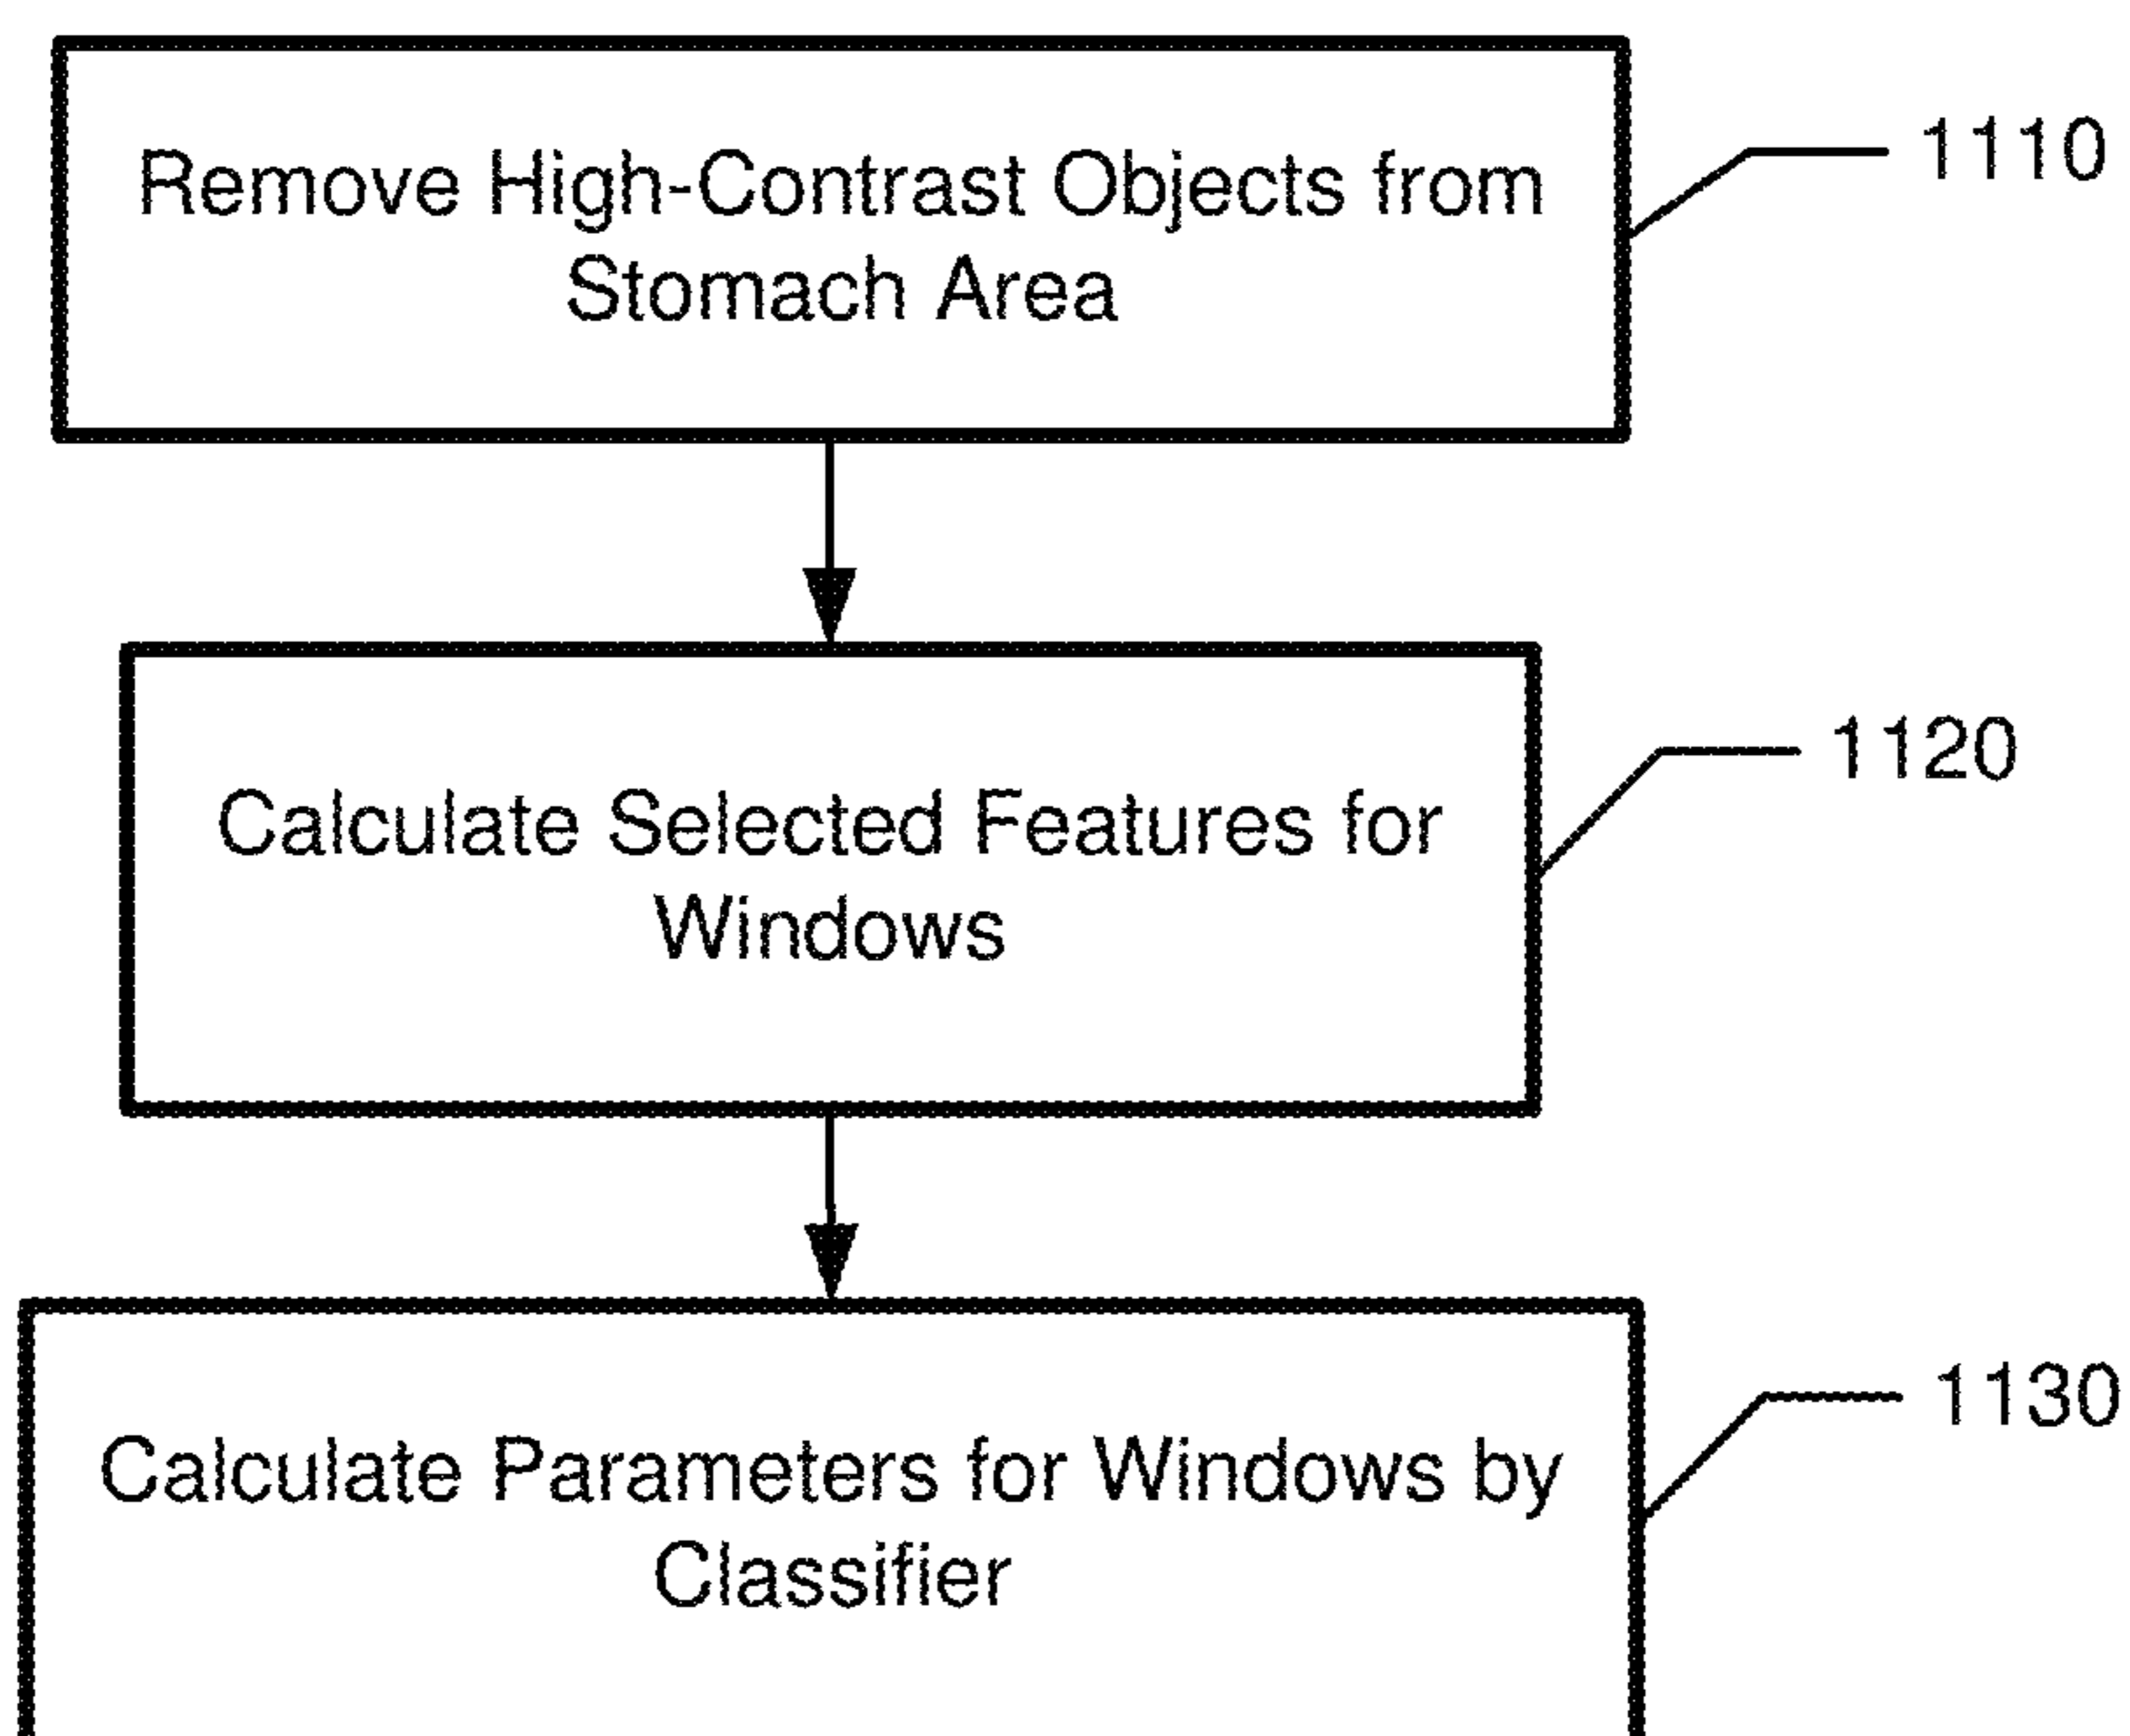 Remove High-Contrast Objects from
Stomach Area
1110
Calculate Selected Features for
Windows
1120
Calculate Parameters for Windows by
Classifier
1130